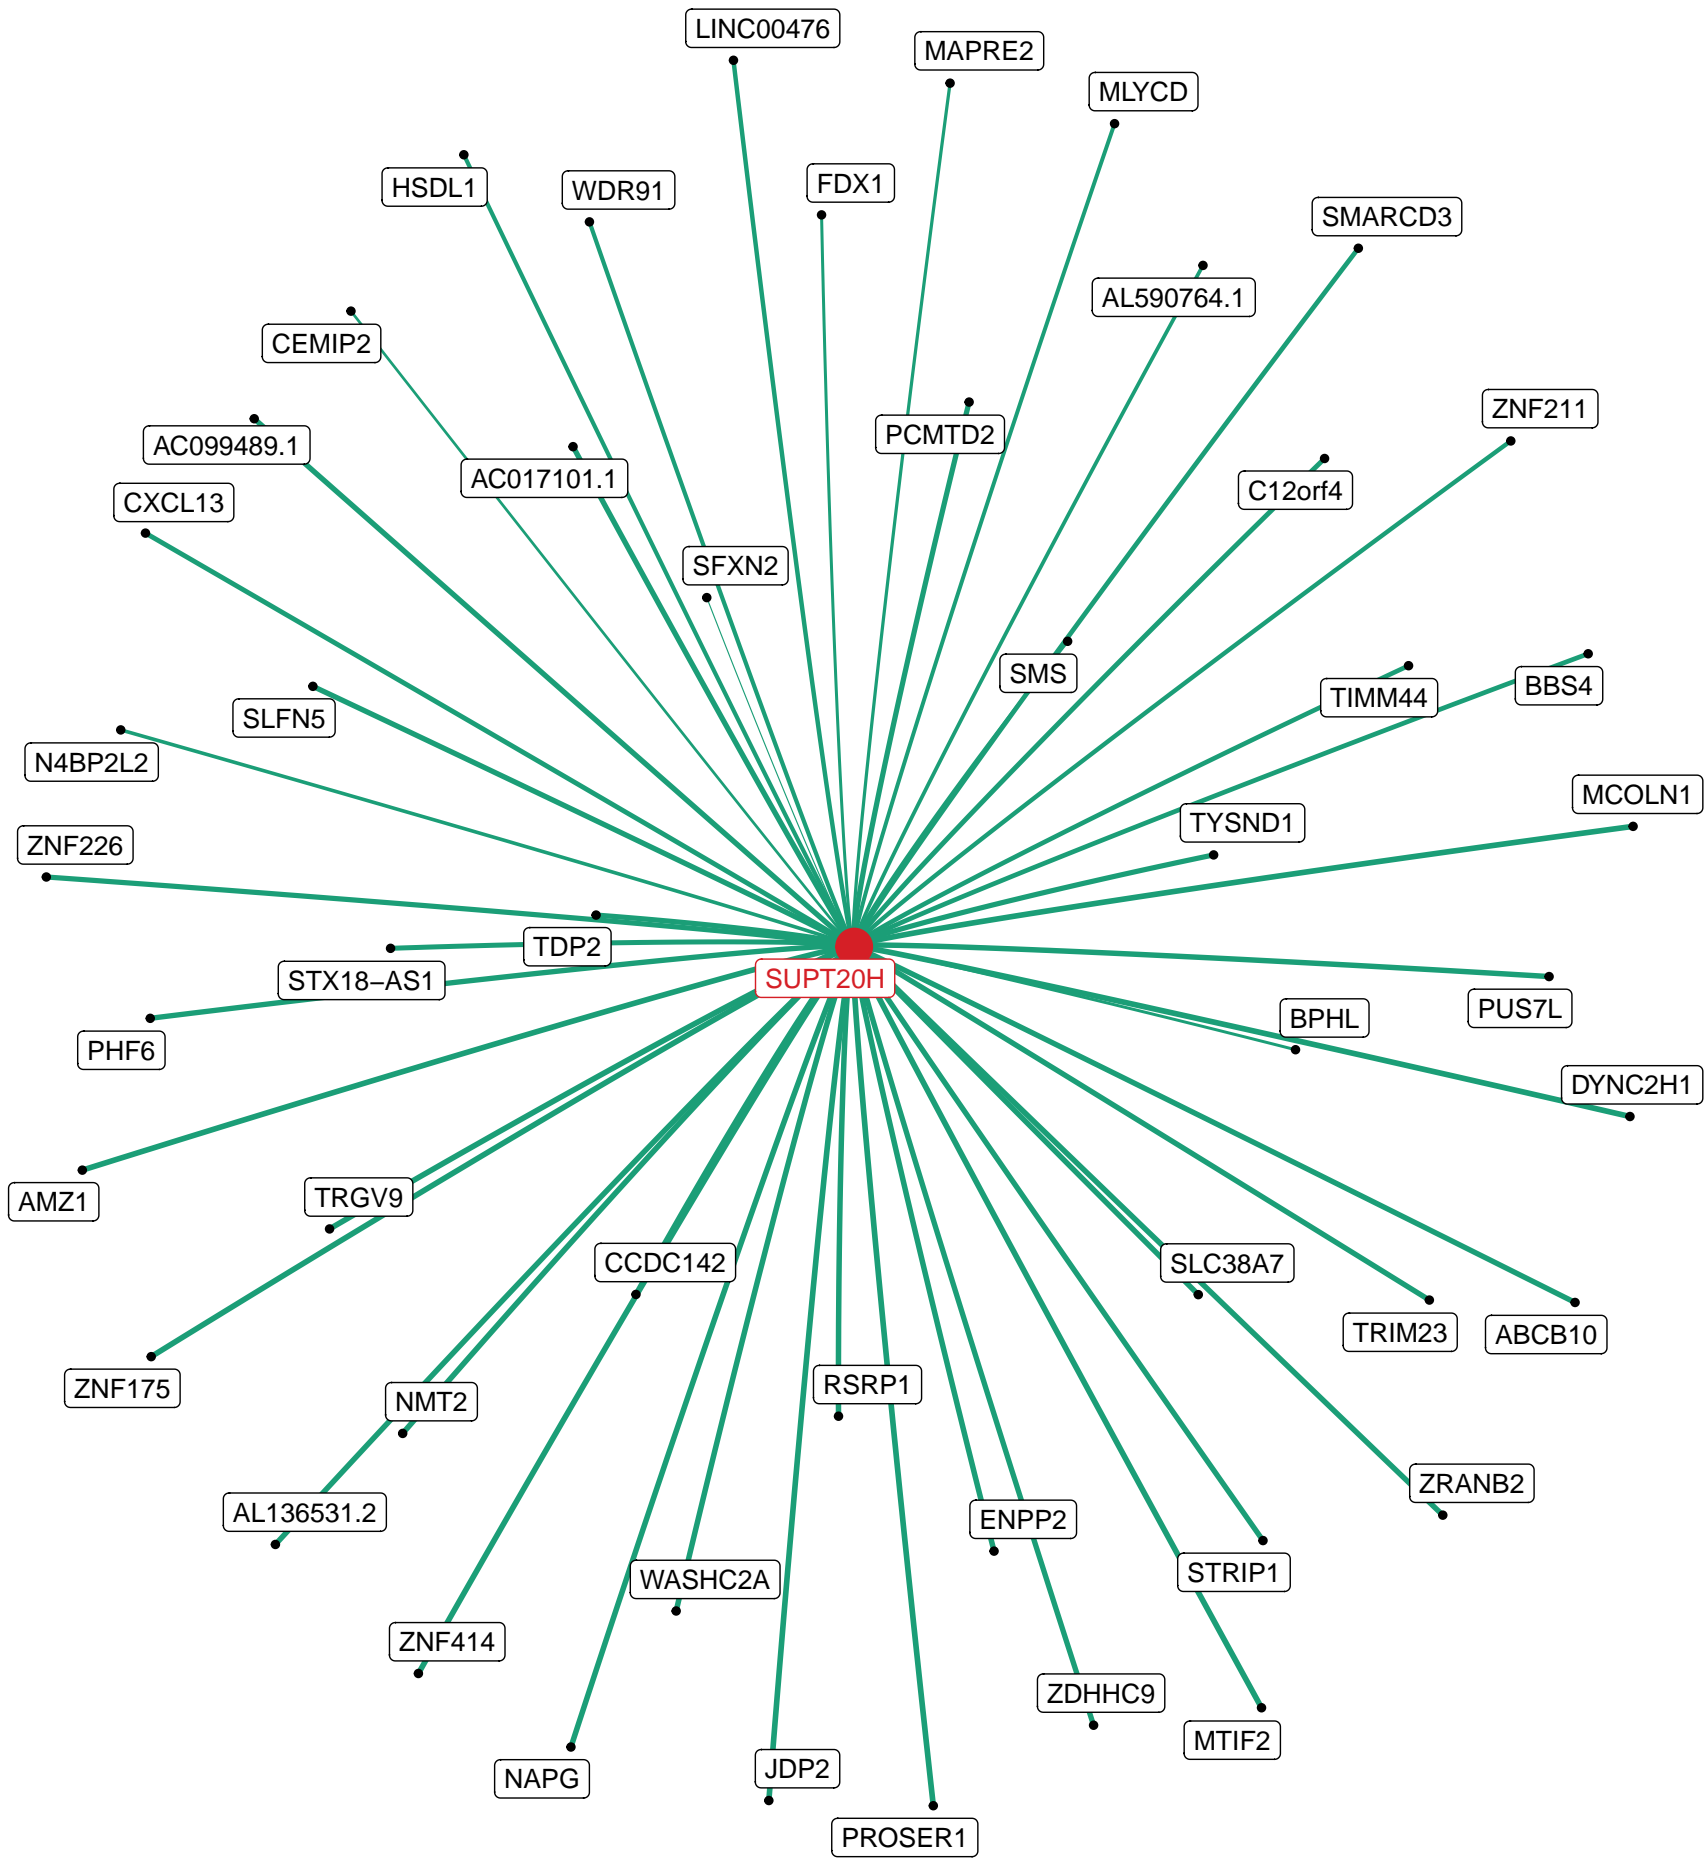 LINC00476
MAPRE2
MLYCD
FDX1
HSDL1
WDR91
SMARCD3
AL590764.1
CEMIP2
ZNF211
PCMTD2
AC099489.1
AC017101.1
C12orf4
CXCL13
SFXN2
SMS
BBS4
TIMM44
SLFN5
N4BP2L2
MCOLN1
TYSND1
ZNF226
TDP2
STX18−AS1
SUPT20H
PUS7L
BPHL
PHF6
DYNC2H1
TRGV9
AMZ1
CCDC142
SLC38A7
TRIM23
ABCB10
RSRP1
ZNF175
NMT2
ZRANB2
AL136531.2
ENPP2
STRIP1
WASHC2A
ZNF414
ZDHHC9
MTIF2
JDP2
NAPG
PROSER1